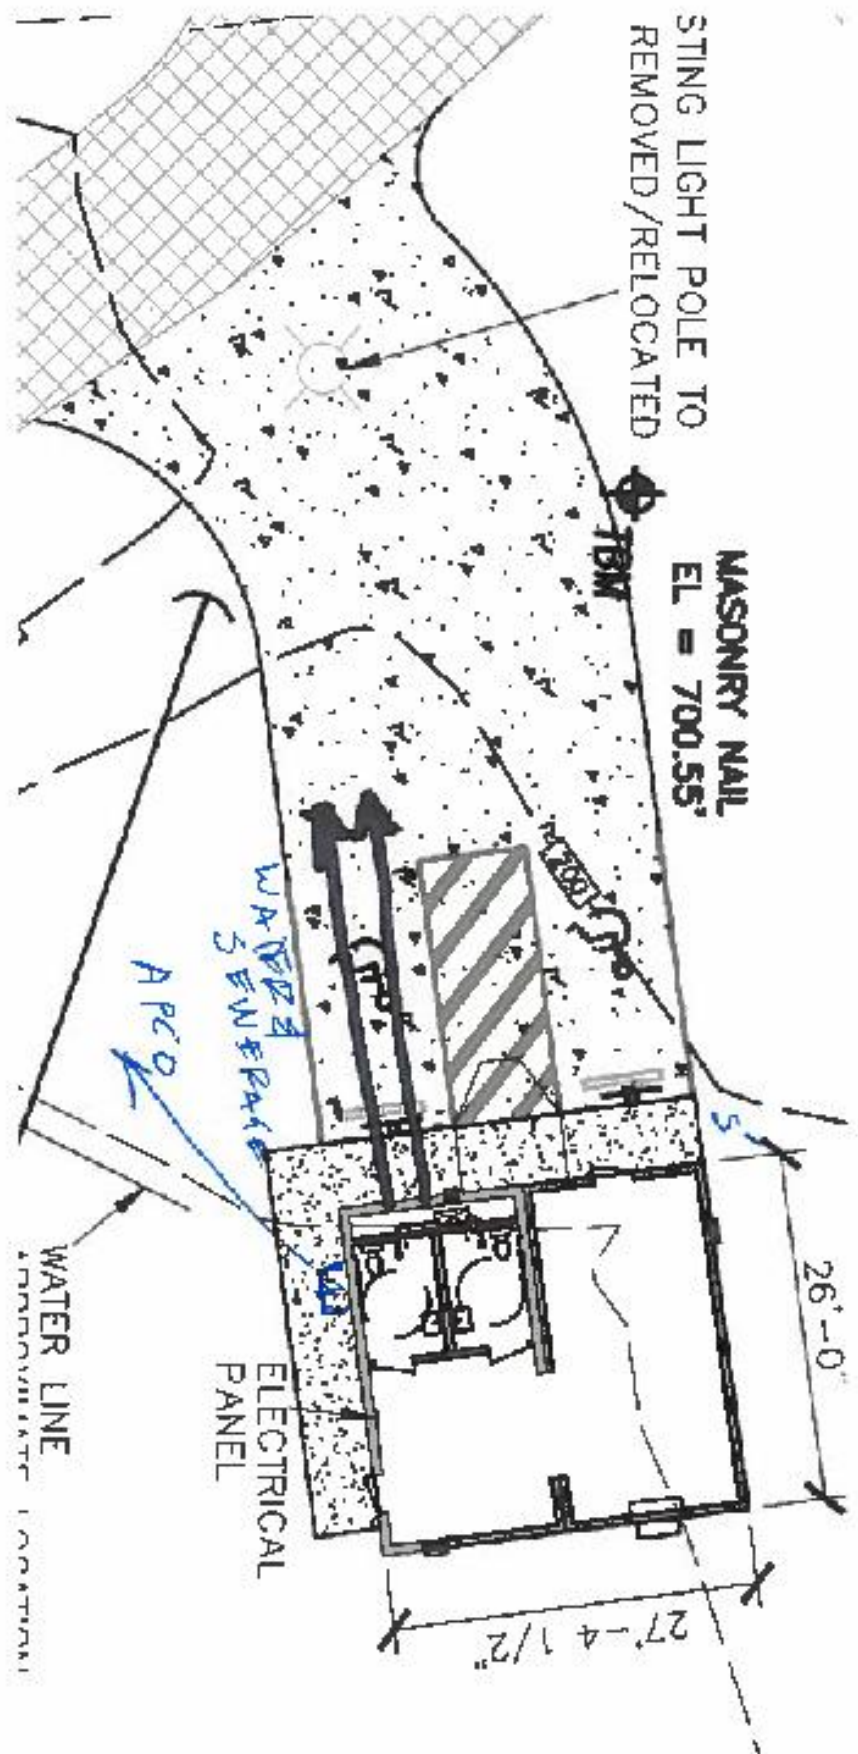 STING LIGHT POLE TO
REMOVED/RELOCATED
TBM
MASONRY NAIL
EL = 700.55'
700
WATER &
SEWERAGE
APCO
5'
26'-0"
27'-4 1/2"
ELECTRICAL
PANEL
WATER LINE